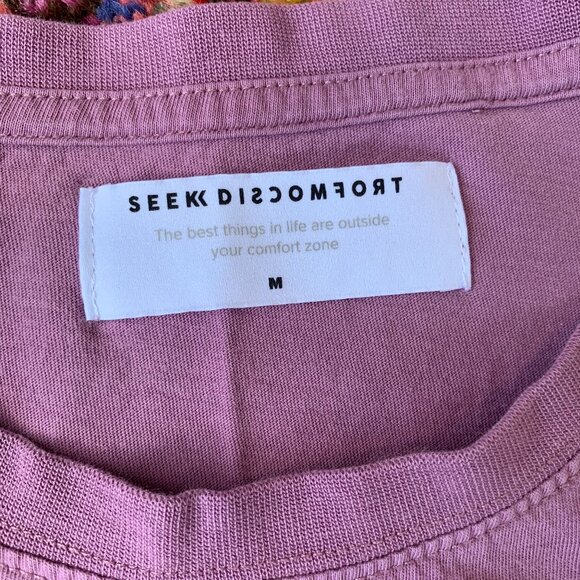 SEEK DISCOMFORT
The best things in life are outside
your comfort zone
M